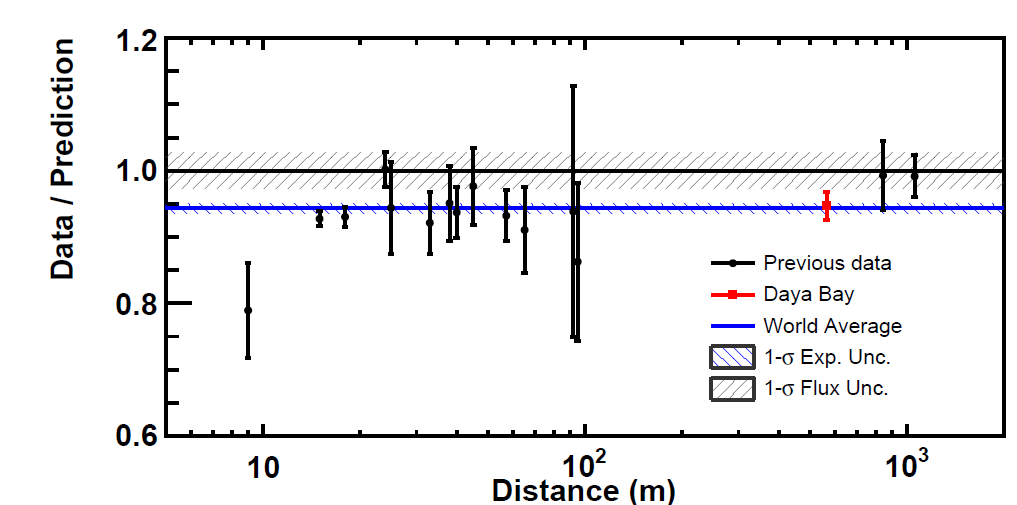 Data / Prediction
1.2
1.0
0.8
0.6
Previous data
Daya Bay
World Average
1-σ Exp. Unc.
1-σ Flux Unc.
10
10²
10³
Distance (m)